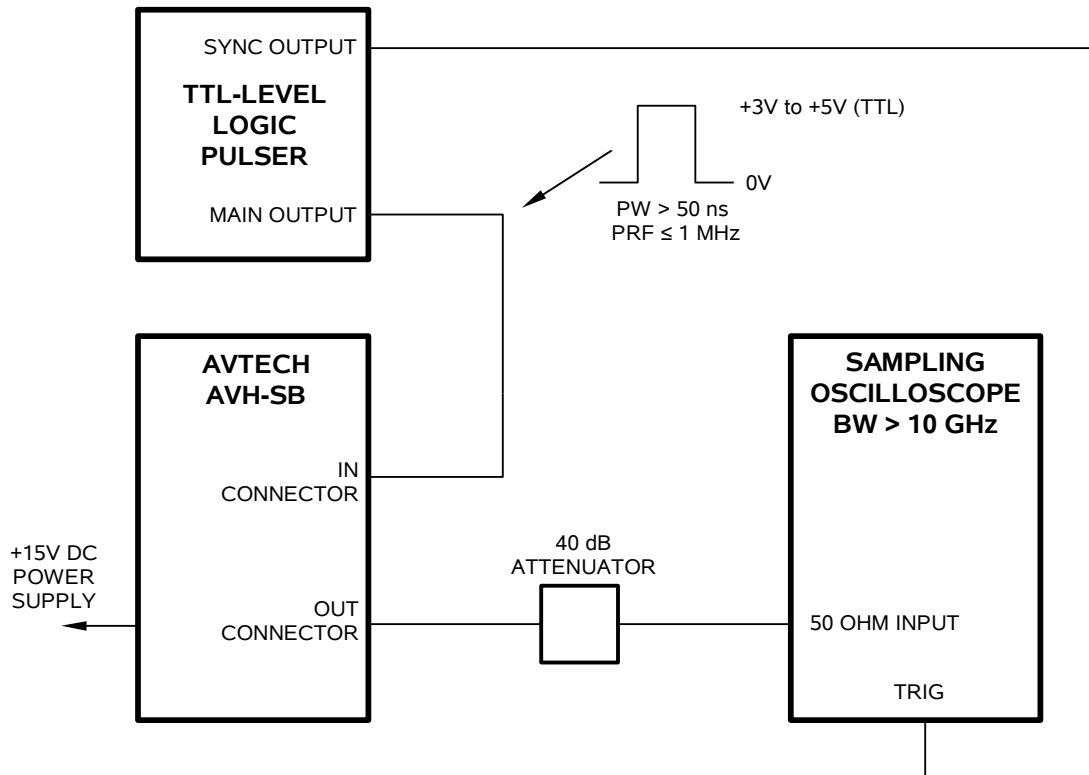 SYNC OUTPUT
TTL-LEVEL
LOGIC
PULSER
MAIN OUTPUT
+3V to +5V (TTL)
0V
PW > 50 ns
PRF ≤ 1 MHz
AVTECH
AVH-SB
IN
CONNECTOR
OUT
CONNECTOR
+15V DC
POWER
SUPPLY
40 dB
ATTENUATOR
SAMPLING
OSCILLOSCOPE
BW > 10 GHz
50 OHM INPUT
TRIG